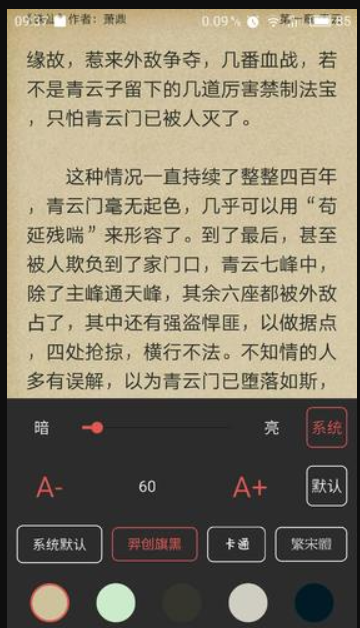 作者：萧鼎
0.09%
缘故，惹来外敌争夺，几番血战，若
不是青云子留下的几道厉害禁制法宝
，只怕青云门已被人灭了。
这种情况一直持续了整整四百年
，青云门毫无起色，几乎可以用“苟
延残喘”来形容了。到了最后，甚至
被人欺负到了家门口，青云七峰中，
除了主峰通天峰，其余六座都被外敌
占了，其中还有强盗悍匪，以做据点
，四处抢掠，横行不法。不知情的人
多有误解，以为青云门已堕落如斯，
暗 亮 系统
A- 60 A+ 默认
系统默认 羿创旗黑 卡通 繁宋體